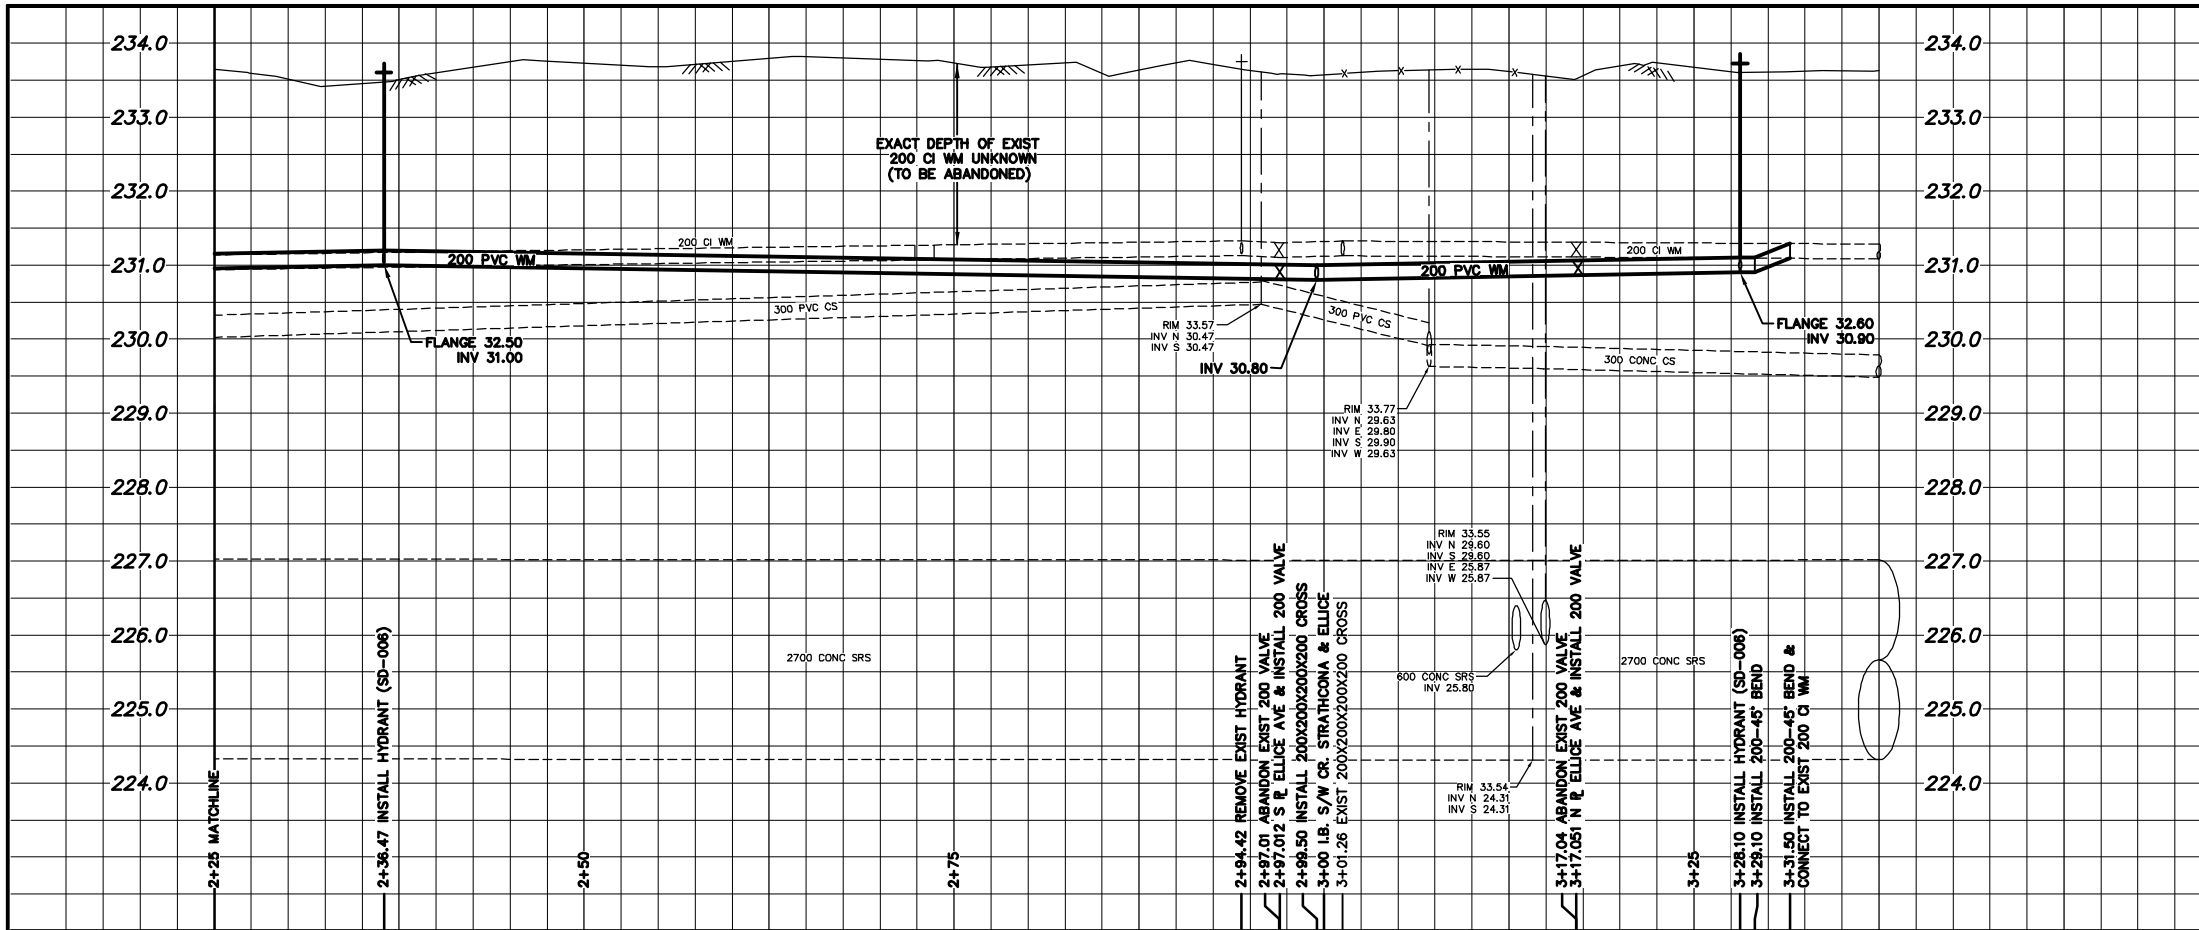 234.0
233.0
232.0
231.0
230.0
229.0
228.0
227.0
226.0
225.0
224.0
EXACT DEPTH OF EXIST
200 CI WM UNKNOWN
(TO BE ABANDONED)
200 CI WM
200 PVC WM
300 PVC CS
FLANGE 32.50
INV 31.00
RIM 33.57
INV N 30.47
INV S 30.47
INV 30.80
300 PVC CS
200 PVC WM
200 CI WM
RIM 33.77
INV N 29.63
INV E 29.80
INV S 29.90
INV W 29.63
300 CONC CS
FLANGE 32.60
INV 30.90
RIM 33.55
INV N 29.60
INV S 29.60
INV E 25.87
INV W 25.87
600 CONC SRS
INV 25.80
2700 CONC SRS
2700 CONC SRS
RIM 33.54
INV N 24.31
INV S 24.31
2+25 MATCHLINE
2+36.47 INSTALL HYDRANT (SD-006)
2+50
2+75
2+94.42 REMOVE EXIST HYDRANT
2+97.01 ABANDON EXIST 200 VALVE
2+97.012 S PL ELLICE AVE & INSTALL 200 VALVE
2+99.50 INSTALL 200X200X200X200 CROSS
3+00 I.B. S/W CR. STRATHCONA & ELLICE
3+01.26 EXIST 200X200X200X200 CROSS
3+17.04 ABANDON EXIST 200 VALVE
3+17.051 N PL ELLICE AVE & INSTALL 200 VALVE
3+25
3+28.10 INSTALL HYDRANT (SD-006)
3+29.10 INSTALL 200-45° BEND
3+31.50 INSTALL 200-45° BEND &
CONNECT TO EXIST 200 CI WM
234.0
233.0
232.0
231.0
230.0
229.0
228.0
227.0
226.0
225.0
224.0